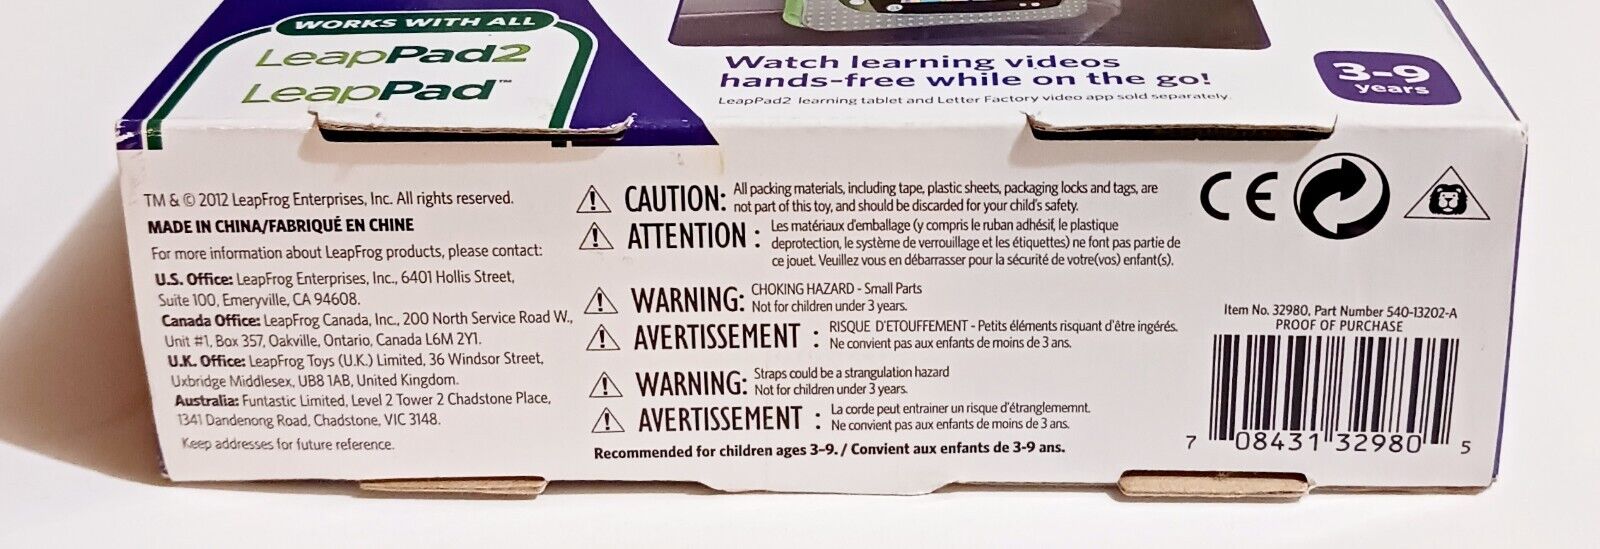 WORKS WITH ALL
LeapPad2
LeapPad™
Watch learning videos
hands-free while on the go!
LeapPad2 learning tablet and Letter Factory video app sold separately.
3-9
years
TM & © 2012 LeapFrog Enterprises, Inc. All rights reserved.
MADE IN CHINA/FABRIQUÉ EN CHINE
For more information about LeapFrog products, please contact:
U.S. Office: LeapFrog Enterprises, Inc., 6401 Hollis Street,
Suite 100, Emeryville, CA 94608.
Canada Office: LeapFrog Canada, Inc., 200 North Service Road W.,
Unit #1, Box 357, Oakville, Ontario, Canada L6M 2Y1.
U.K. Office: LeapFrog Toys (U.K.) Limited, 36 Windsor Street,
Uxbridge Middlesex, UB8 1AB, United Kingdom.
Australia: Funtastic Limited, Level 2 Tower 2 Chadstone Place,
1341 Dandenong Road, Chadstone, VIC 3148.
Keep addresses for future reference.
CAUTION: All packing materials, including tape, plastic sheets, packaging locks and tags, are
not part of this toy, and should be discarded for your child's safety.
ATTENTION : Les matériaux d'emballage (y compris le ruban adhésif, le plastique
deprotection, le système de verrouillage et les étiquettes) ne font pas partie de
ce jouet. Veuillez vous en débarrasser pour la sécurité de votre(vos) enfant(s).
WARNING: CHOKING HAZARD - Small Parts
Not for children under 3 years.
AVERTISSEMENT : RISQUE D'ETOUFFEMENT - Petits éléments risquant d'être ingérés.
Ne convient pas aux enfants de moins de 3 ans.
WARNING: Straps could be a strangulation hazard
Not for children under 3 years.
AVERTISSEMENT : La corde peut entrainer un risque d'étranglememnt.
Ne convient pas aux enfants de moins de 3 ans.
Recommended for children ages 3–9. / Convient aux enfants de 3-9 ans.
CE
Item No. 32980, Part Number 540-13202-A
PROOF OF PURCHASE
7 08431 32980 5